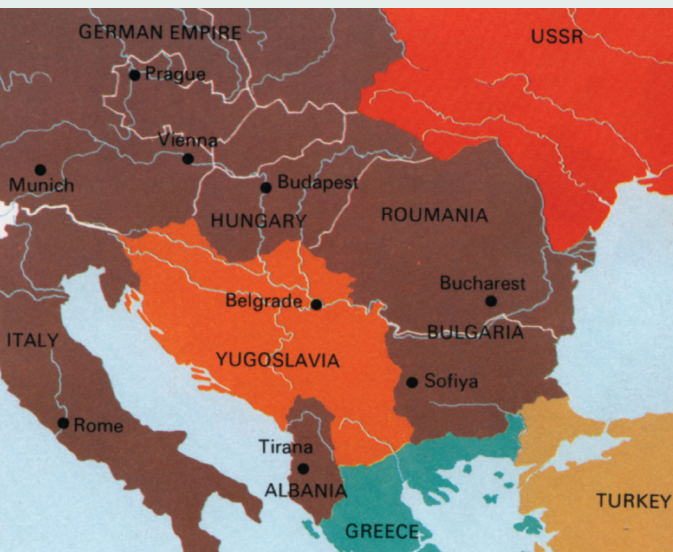 GERMAN EMPIRE
USSR
Prague
Vienna
Munich
Budapest
HUNGARY
ROUMANIA
Bucharest
Belgrade
BULGARIA
ITALY
YUGOSLAVIA
Sofiya
Rome
Tirana
ALBANIA
TURKEY
GREECE